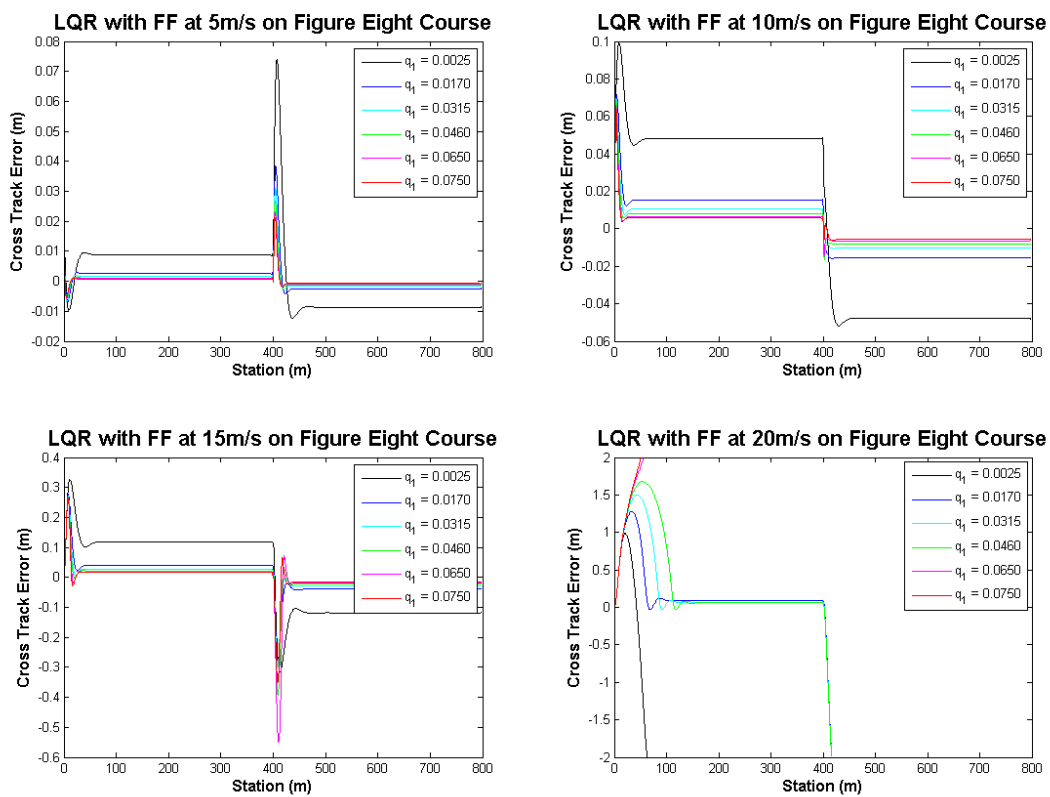 LQR with FF at 5m/s on Figure Eight Course
0.08
0.07
0.06
0.05
0.04
0.03
0.02
0.01
0
-0.01
-0.02
Cross Track Error (m)
q1 = 0.0025
q1 = 0.0170
q1 = 0.0315
q1 = 0.0460
q1 = 0.0650
q1 = 0.0750
0 100 200 300 400 500 600 700 800
Station (m)
LQR with FF at 10m/s on Figure Eight Course
0.1
0.08
0.06
0.04
0.02
0
-0.02
-0.04
-0.06
Cross Track Error (m)
q1 = 0.0025
q1 = 0.0170
q1 = 0.0315
q1 = 0.0460
q1 = 0.0650
q1 = 0.0750
0 100 200 300 400 500 600 700 800
Station (m)
LQR with FF at 15m/s on Figure Eight Course
0.4
0.3
0.2
0.1
0
-0.1
-0.2
-0.3
-0.4
-0.5
-0.6
Cross Track Error (m)
q1 = 0.0025
q1 = 0.0170
q1 = 0.0315
q1 = 0.0460
q1 = 0.0650
q1 = 0.0750
0 100 200 300 400 500 600 700 800
Station (m)
LQR with FF at 20m/s on Figure Eight Course
2
1.5
1
0.5
0
-0.5
-1
-1.5
-2
Cross Track Error (m)
q1 = 0.0025
q1 = 0.0170
q1 = 0.0315
q1 = 0.0460
q1 = 0.0650
q1 = 0.0750
0 100 200 300 400 500 600 700 800
Station (m)